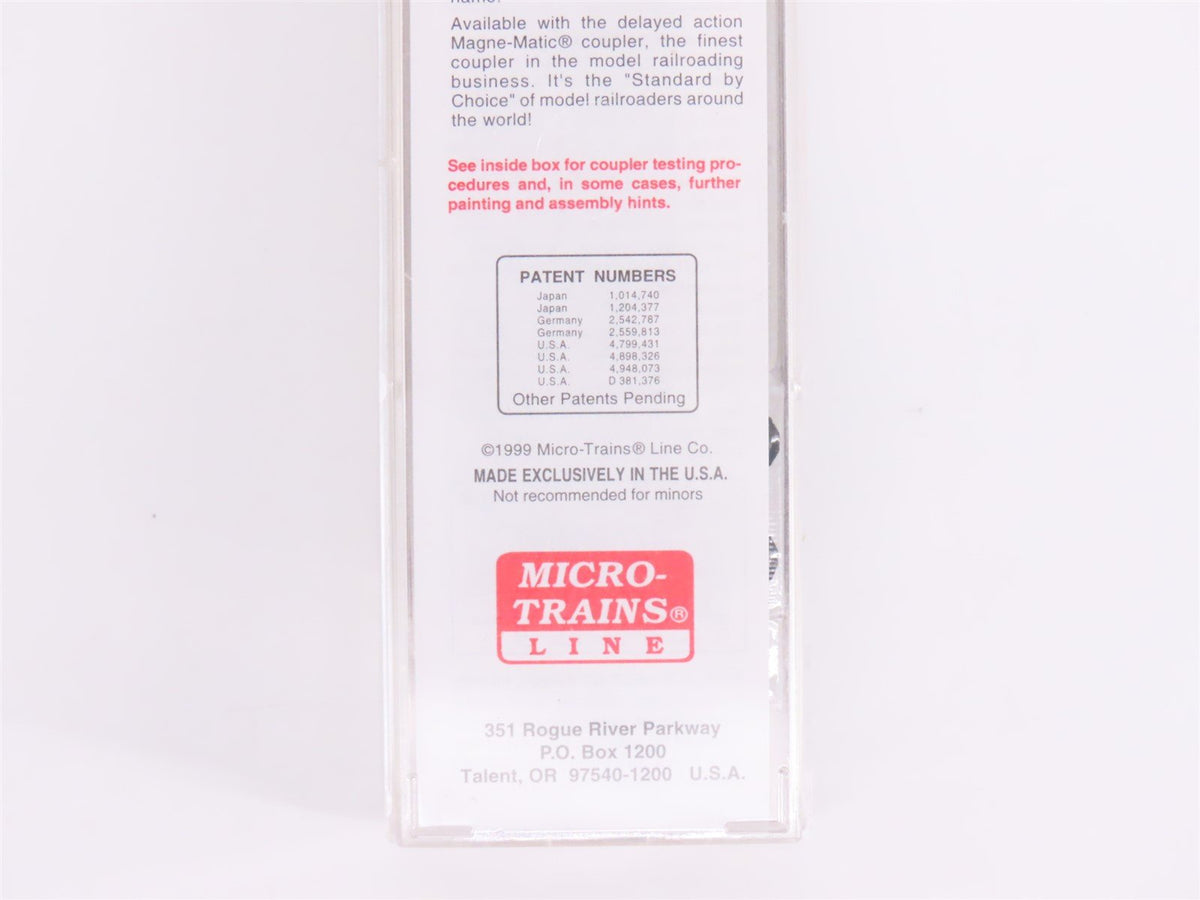 name!
Available with the delayed action
Magne-Matic® coupler, the finest
coupler in the model railroading
business. It's the "Standard by
Choice" of model railroaders around
the world!
See inside box for coupler testing pro-
cedures and, in some cases, further
painting and assembly hints.
PATENT NUMBERS
Japan 1,014,740
Japan 1,204,377
Germany 2,542,787
Germany 2,559,813
U.S.A. 4,799,431
U.S.A. 4,898,326
U.S.A. 4,948,073
U.S.A. D 381,376
Other Patents Pending
©1999 Micro-Trains® Line Co.
MADE EXCLUSIVELY IN THE U.S.A.
Not recommended for minors
MICRO-
TRAINS®
LINE
351 Rogue River Parkway
P.O. Box 1200
Talent, OR 97540-1200 U.S.A.